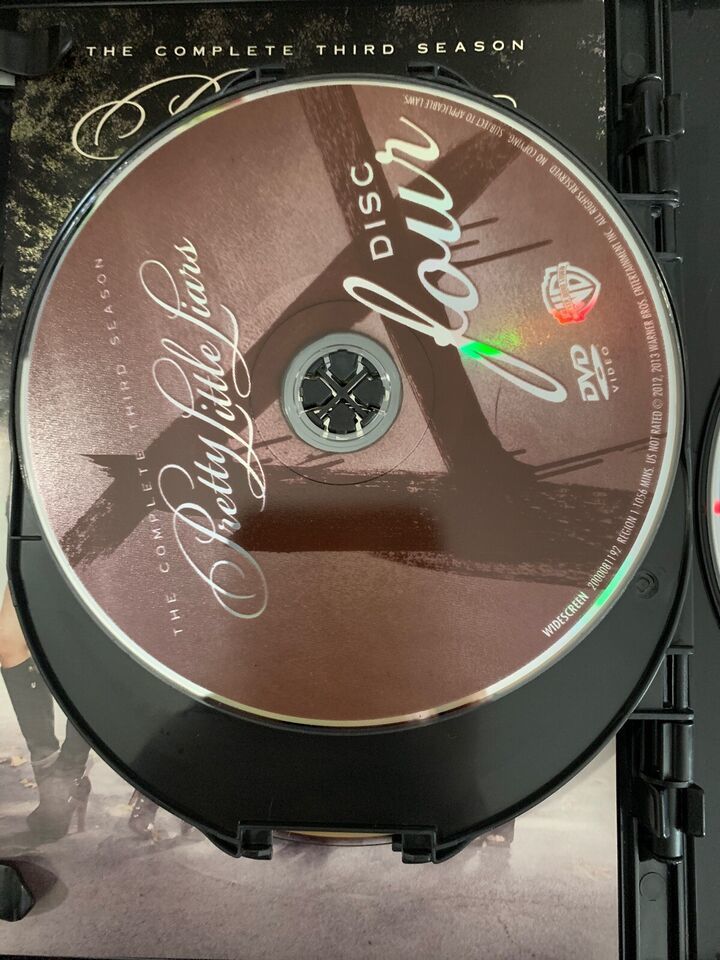 THE COMPLETE THIRD SEASON
THE COMPLETE THIRD SEASON
Pretty Little Liars
DISC
four
DVD
VIDEO
WIDESCREEN 2000081192 REGION 1 1056 MINS. US NOT RATED © 2012, 2013 WARNER BROS. ENTERTAINMENT INC. ALL RIGHTS RESERVED. NO COPYING. SUBJECT TO APPLICABLE LAWS.